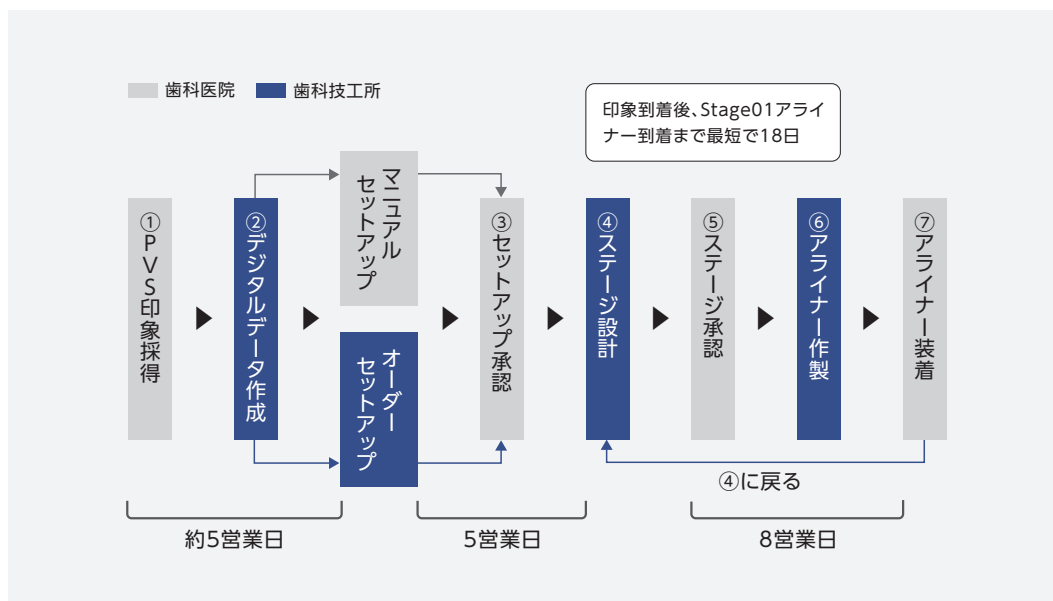 歯科医院
歯科技工所
印象到着後、Stage01アライ
ナー到着まで最短で18日
①PVS印象採得
②デジタルデータ作成
マニュアル
セットアップ
オーダー
セットアップ
③セットアップ承認
④ステージ設計
⑤ステージ承認
⑥アライナー作製
⑦アライナー装着
④に戻る
約5営業日
5営業日
8営業日